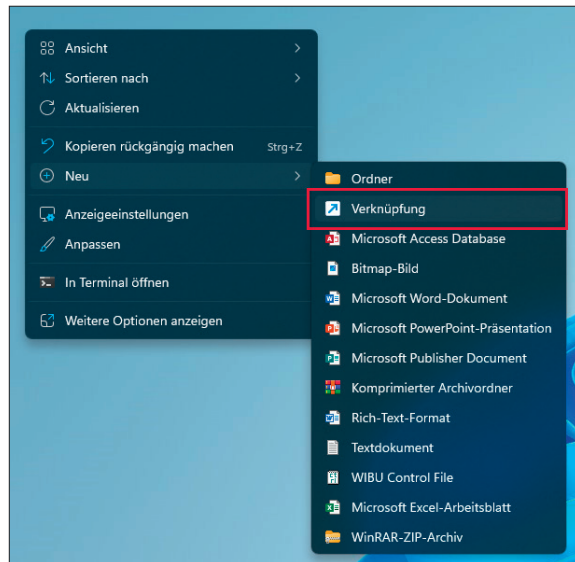 Ansicht
Sortieren nach
Aktualisieren
Kopieren rückgängig machen Strg+Z
Neu
Anzeigeeinstellungen
Anpassen
In Terminal öffnen
Weitere Optionen anzeigen
Ordner
Verknüpfung
Microsoft Access Database
Bitmap-Bild
Microsoft Word-Dokument
Microsoft PowerPoint-Präsentation
Microsoft Publisher Document
Komprimierter Archivordner
Rich-Text-Format
Textdokument
WIBU Control File
Microsoft Excel-Arbeitsblatt
WinRAR-ZIP-Archiv